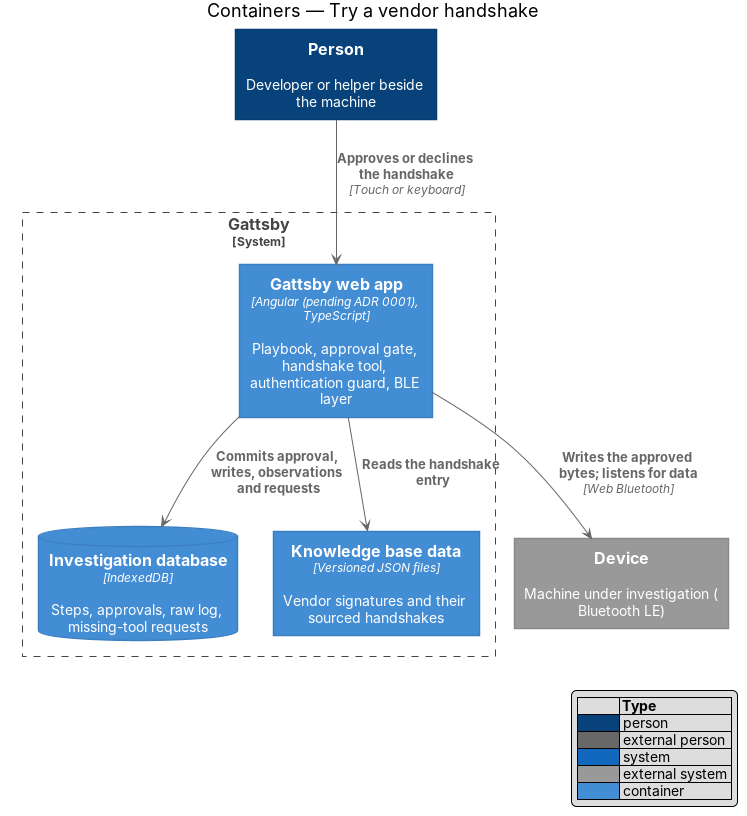 Containers — Try a vendor handshake
Person
Developer or helper beside
the machine
Approves or declines
the handshake
[Touch or keyboard]
Gattsby
[System]
Gattsby web app
[Angular (pending ADR 0001),
TypeScript]
Playbook, approval gate,
handshake tool,
authentication guard, BLE
layer
Commits approval,
writes, observations
and requests
Reads the handshake
entry
Writes the approved
bytes; listens for data
[Web Bluetooth]
Investigation database
[IndexedDB]
Steps, approvals, raw log,
missing-tool requests
Knowledge base data
[Versioned JSON files]
Vendor signatures and their
sourced handshakes
Device
Machine under investigation (
Bluetooth LE)
Type
person
external person
system
external system
container